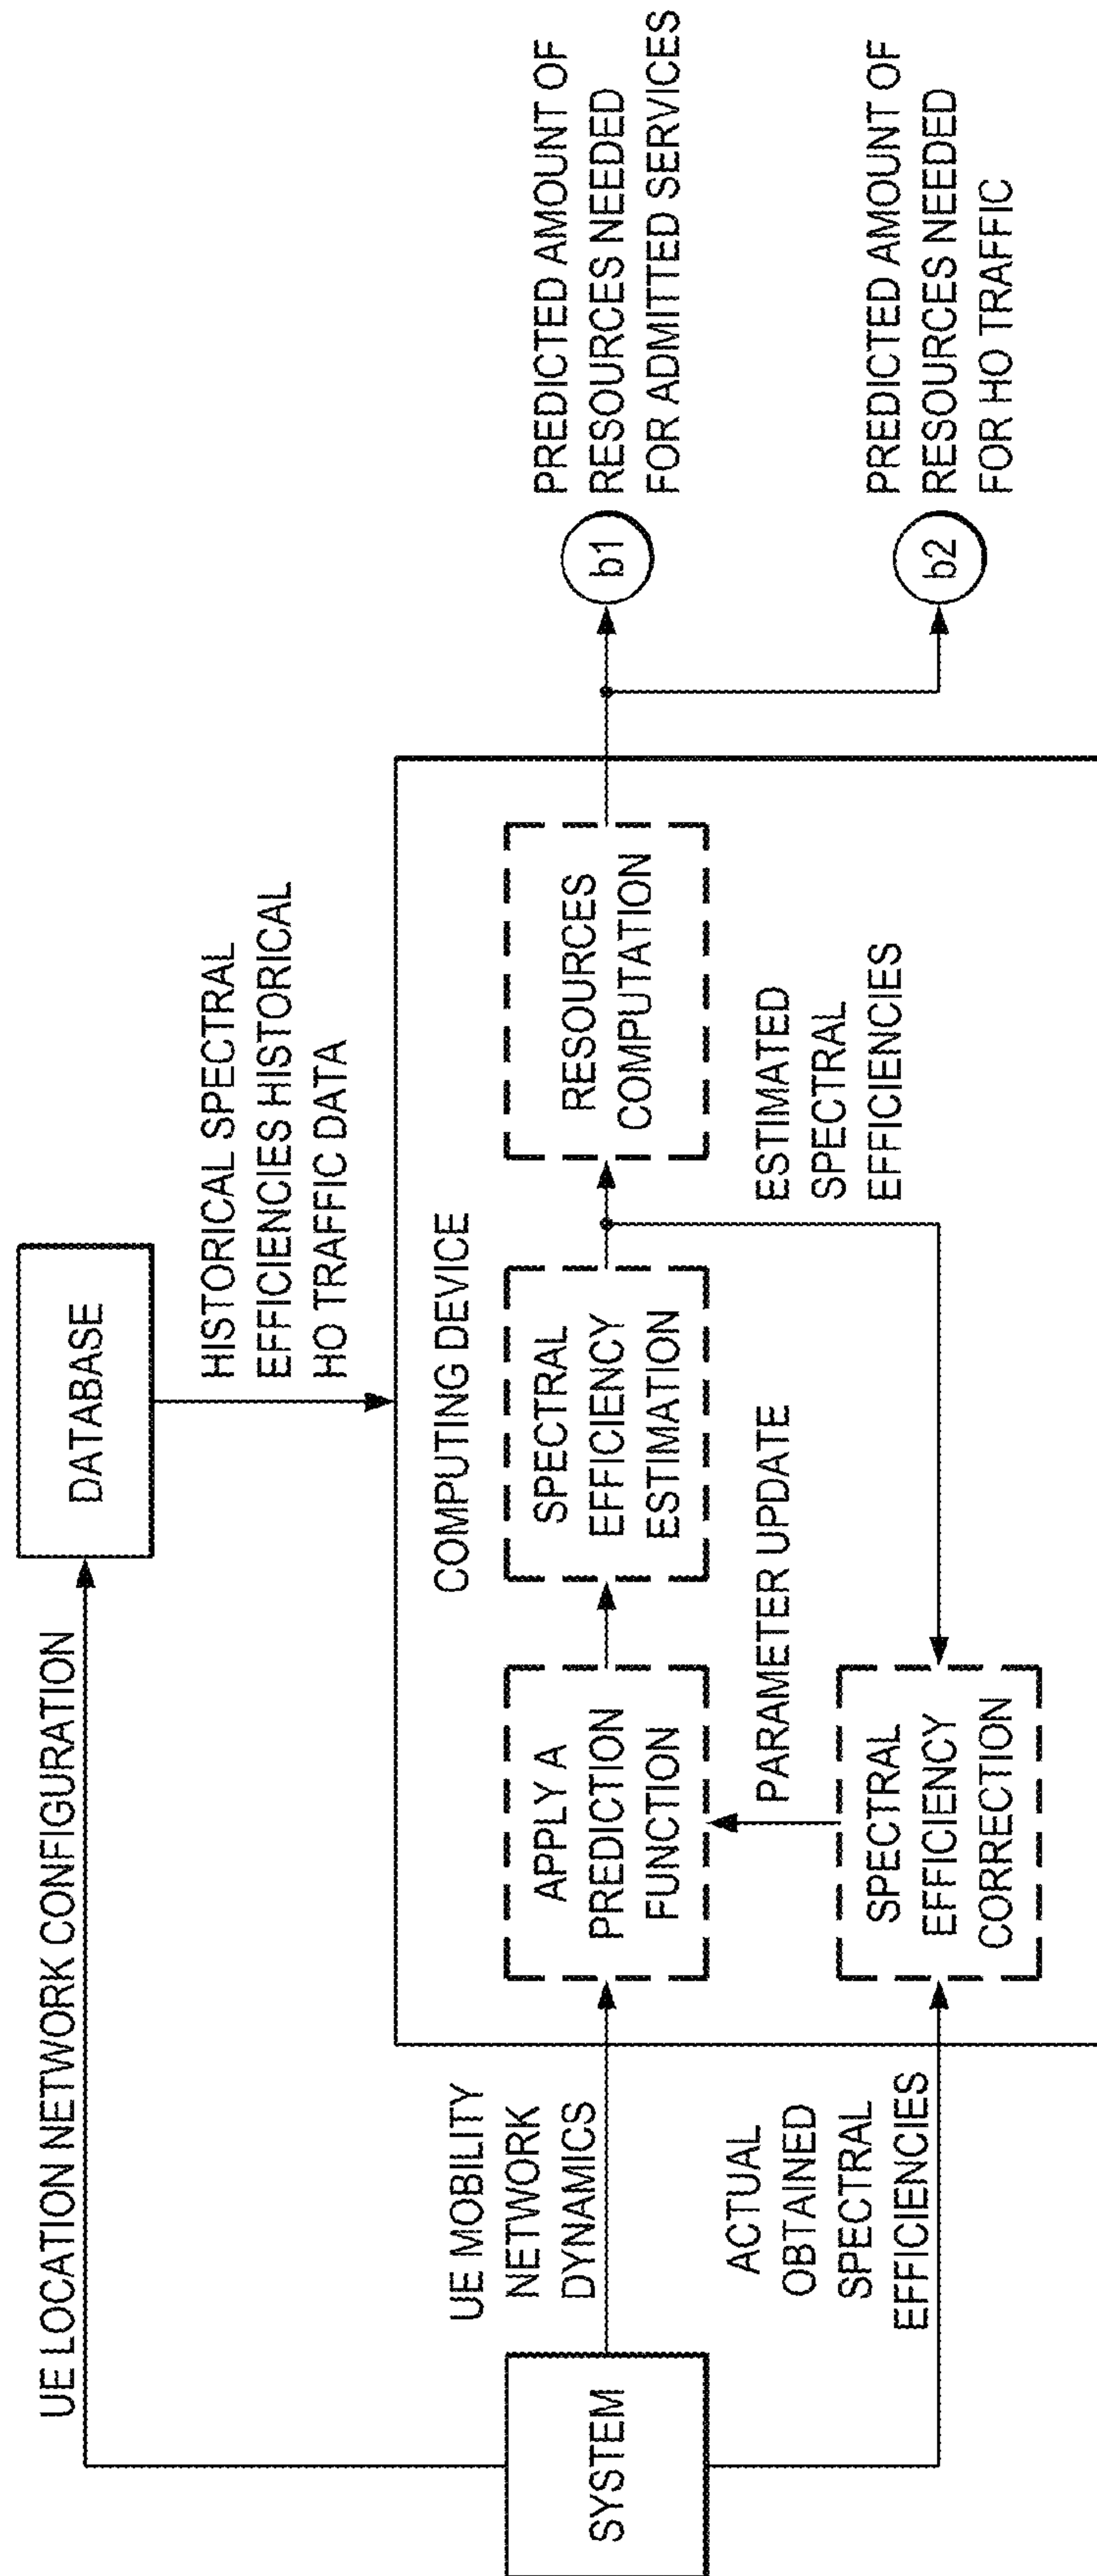 UE LOCATION NETWORK CONFIGURATION
DATABASE
HISTORICAL SPECTRAL
EFFICIENCIES HISTORICAL
HO TRAFFIC DATA
SYSTEM
UE MOBILITY
NETWORK
DYNAMICS
ACTUAL
OBTAINED
SPECTRAL
EFFICIENCIES
COMPUTING DEVICE
APPLY A
PREDICTION
FUNCTION
SPECTRAL
EFFICIENCY
ESTIMATION
RESOURCES
COMPUTATION
PARAMETER UPDATE
SPECTRAL
EFFICIENCY
CORRECTION
ESTIMATED
SPECTRAL
EFFICIENCIES
b1
PREDICTED AMOUNT OF
RESOURCES NEEDED
FOR ADMITTED SERVICES
b2
PREDICTED AMOUNT OF
RESOURCES NEEDED
FOR HO TRAFFIC